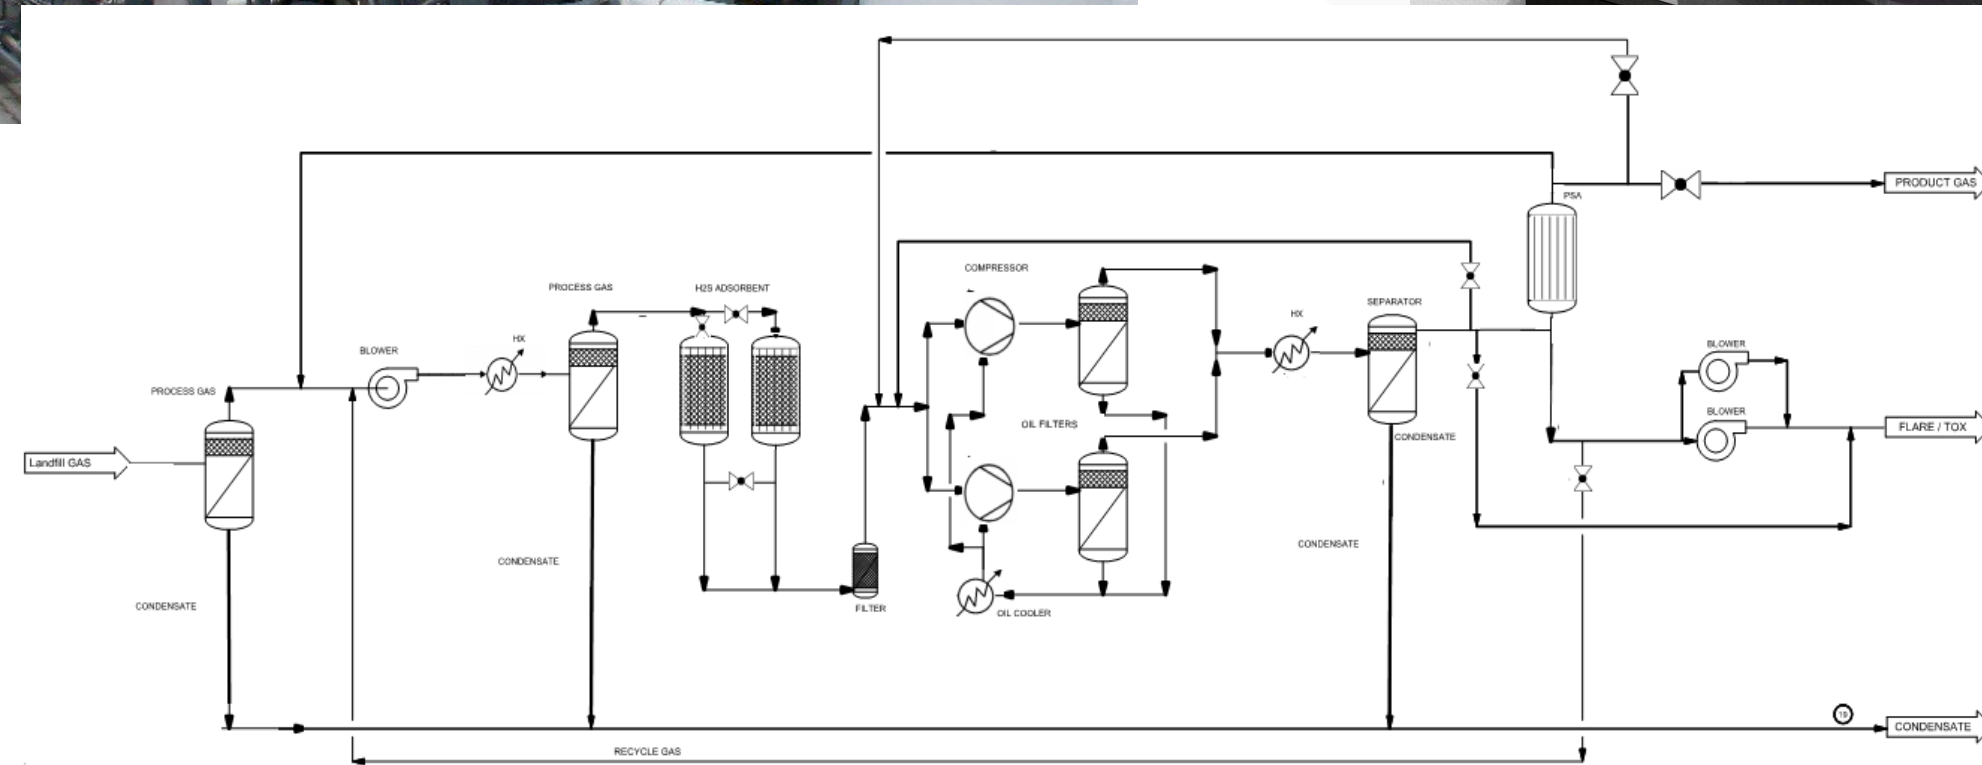 PRODUCT GAS
PSA
COMPRESSOR
PROCESS GAS
H2S ADSORBENT
SEPARATOR
HX
HX
BLOWER
BLOWER
PROCESS GAS
BLOWER
OIL FILTERS
FLARE / TOX
CONDENSATE
Landfill GAS
CONDENSATE
CONDENSATE
CONDENSATE
FILTER
OIL COOLER
19
CONDENSATE
RECYCLE GAS